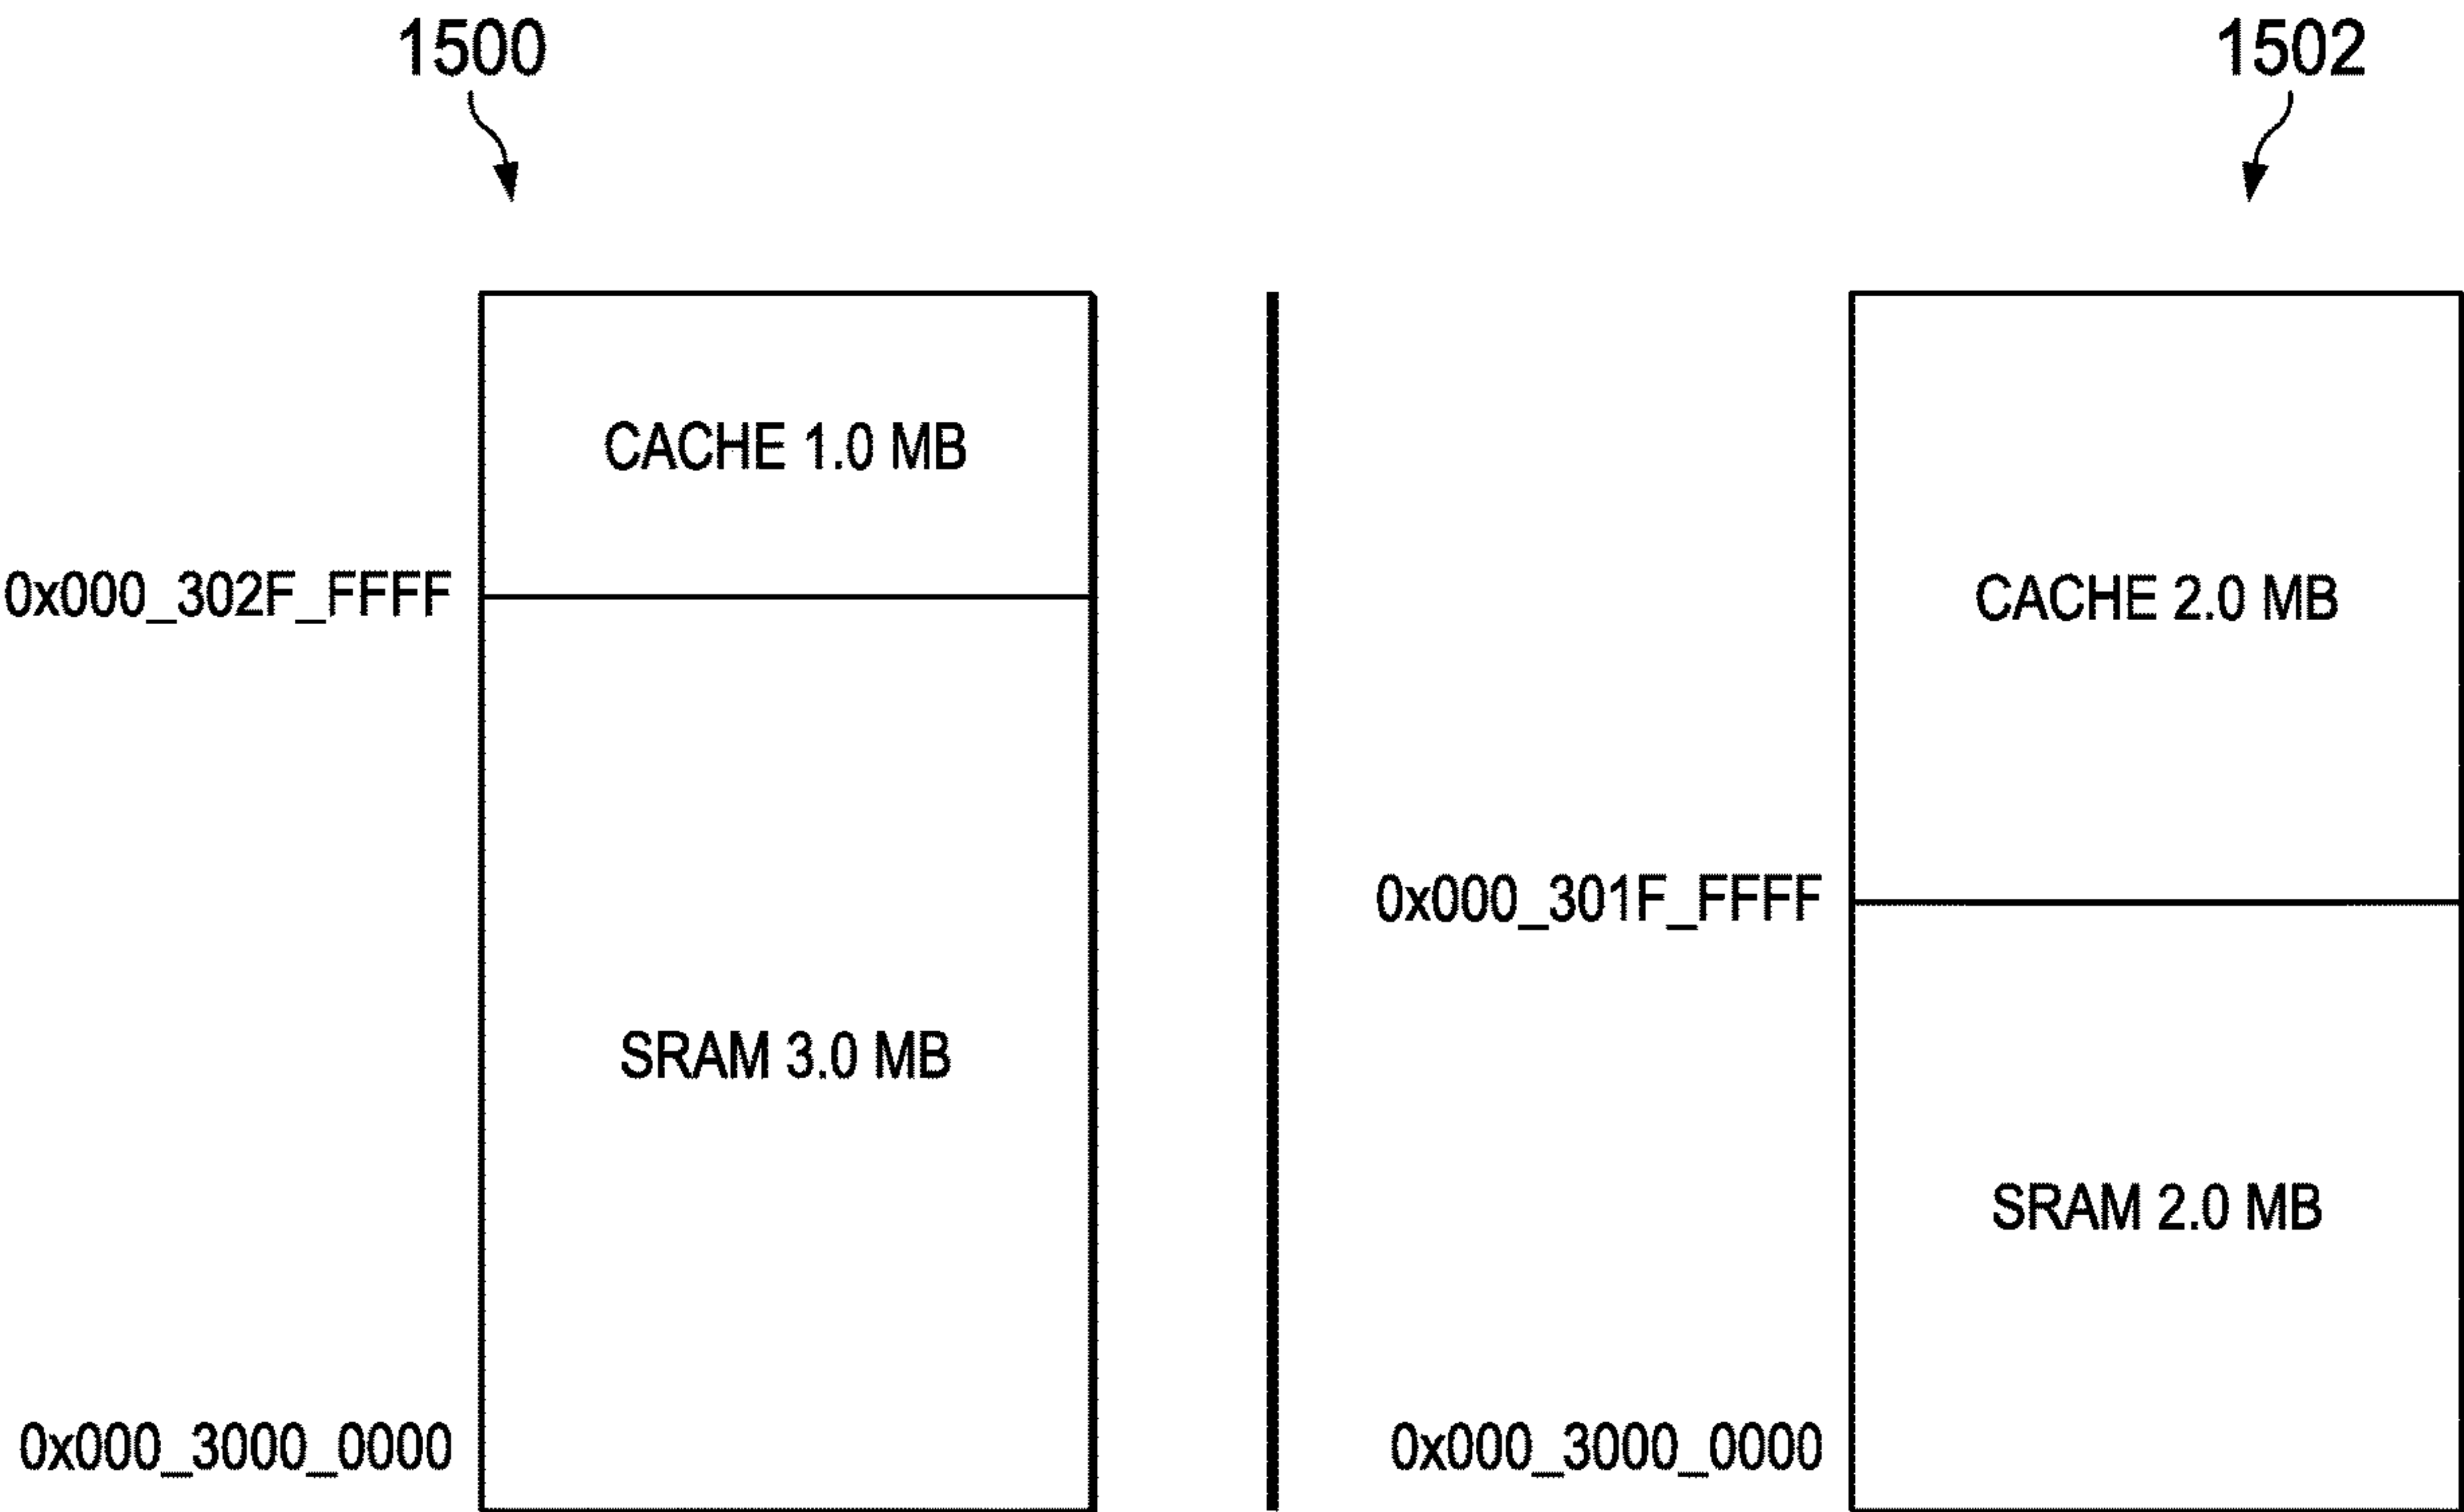 1500
1502
CACHE 1.0 MB
0x000_302F_FFFF
CACHE 2.0 MB
0x000_301F_FFFF
SRAM 3.0 MB
SRAM 2.0 MB
0x000_3000_0000
0x000_3000_0000